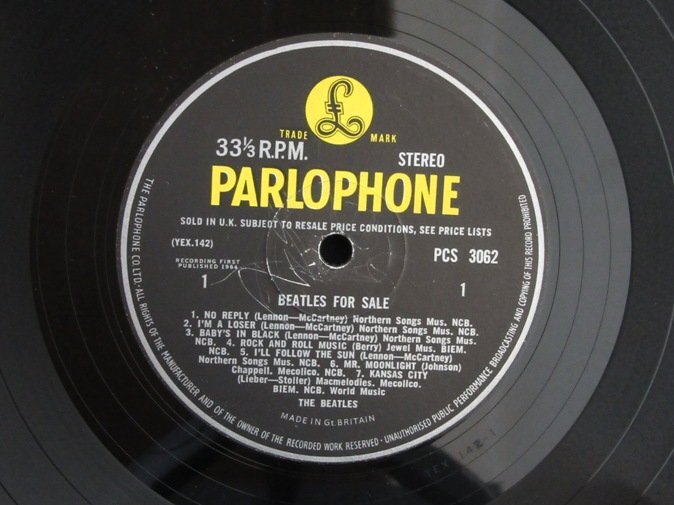 £
TRADE MARK
33⅓ R.P.M. STEREO
PARLOPHONE
SOLD IN U.K. SUBJECT TO RESALE PRICE CONDITIONS, SEE PRICE LISTS
(YEX.142) PCS 3062
RECORDING FIRST
PUBLISHED 1964
1 1
BEATLES FOR SALE
1. NO REPLY (Lennon—McCartney) Northern Songs Mus. NCB.
2. I'M A LOSER (Lennon—McCartney) Northern Songs Mus. NCB.
3. BABY'S IN BLACK (Lennon—McCartney) Northern Songs Mus.
NCB. 4. ROCK AND ROLL MUSIC (Berry) Jewel Mus. BIEM.
NCB. 5. I'LL FOLLOW THE SUN (Lennon—McCartney)
Northern Songs Mus. NCB. 6. MR. MOONLIGHT (Johnson)
Chappell. Mecolico. NCB. 7. KANSAS CITY
(Lieber—Stoller) Macmelodies. Mecolico.
BIEM. NCB. World Music
THE BEATLES
MADE IN Gt. BRITAIN
THE PARLOPHONE CO. LTD.· ALL RIGHTS OF THE MANUFACTURER AND OF THE OWNER OF THE RECORDED WORK RESERVED · UNAUTHORISED PUBLIC PERFORMANCE BROADCASTING AND COPYING OF THIS RECORD PROHIBITED
YEX 142 1